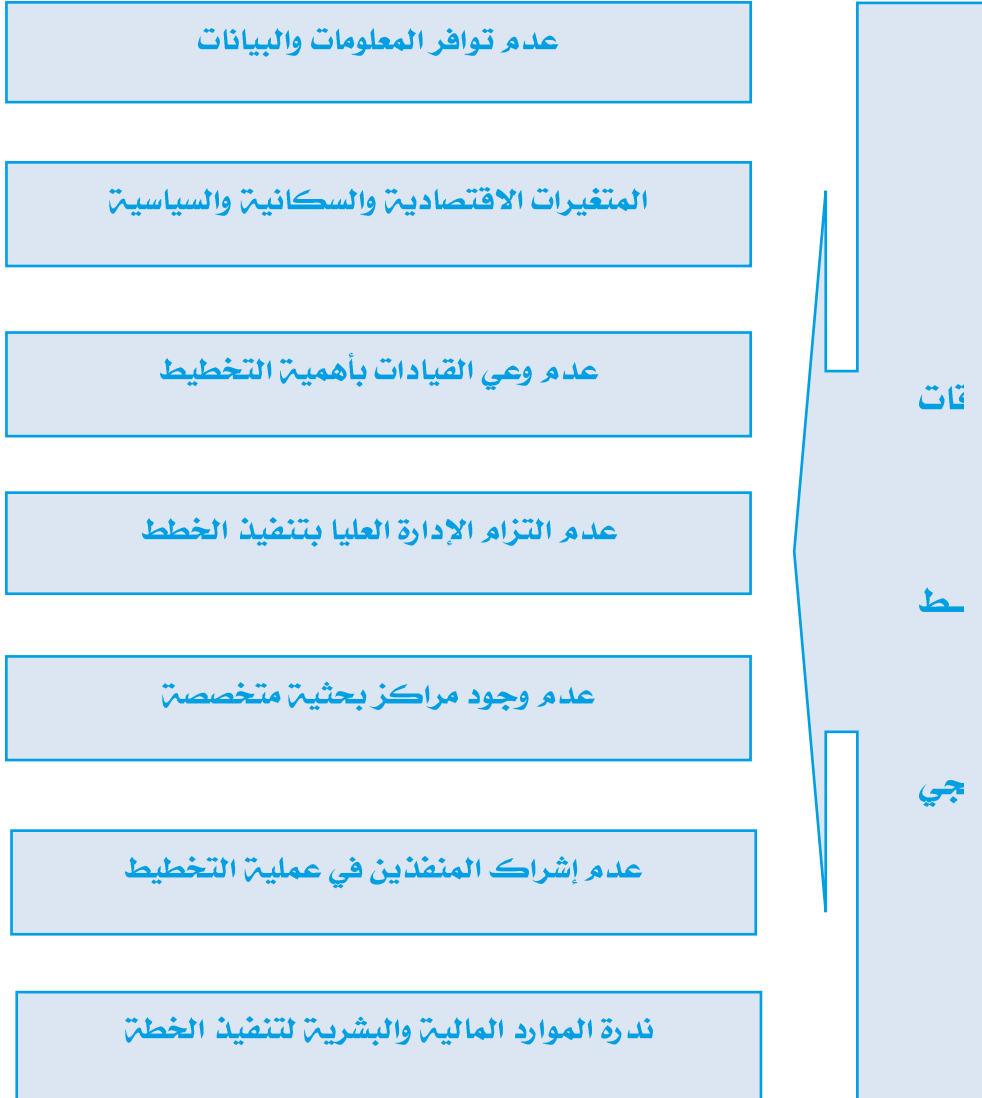 عدم توافر المعلومات والبيانات
المتغيرات الاقتصادية والسكانية والسياسية
عدم وعي القيادات بأهمية التخطيط
عدم التزام الإدارة العليا بتنفيذ الخطط
عدم وجود مراكز بحثية متخصصة
عدم إشراك المنفذين في عملية التخطيط
ندرة الموارد المالية والبشرية لتنفيذ الخطة